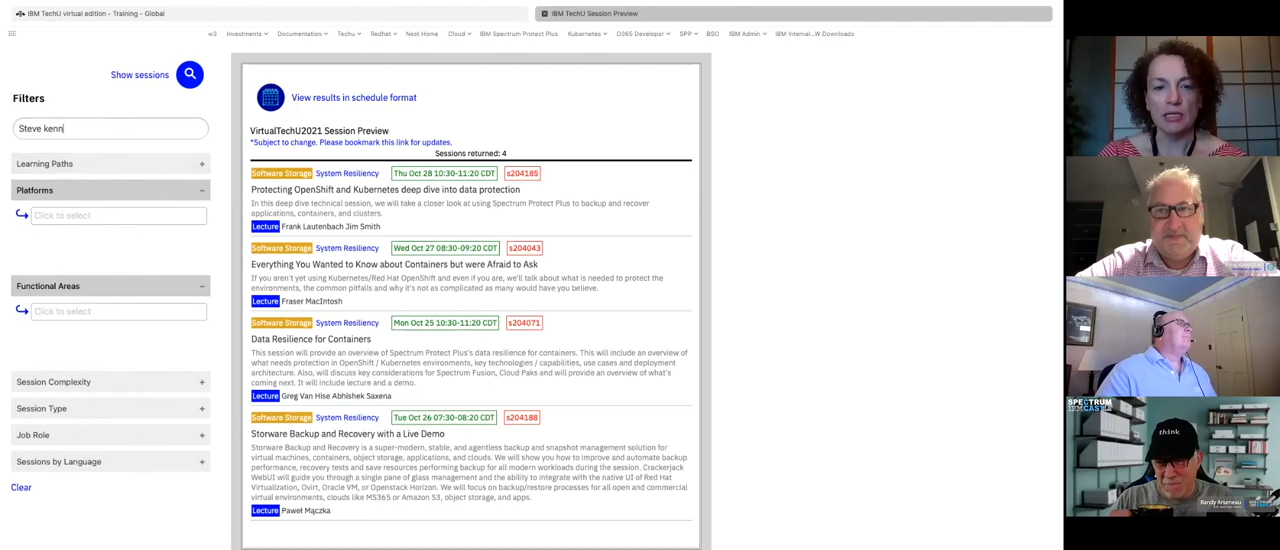 IBM TechU virtual edition - Training - Global
IBM TechU Session Preview
w3 Investments Documentation Techu Redhat Nest Home Cloud IBM Spectrum Protect Plus Kubernetes O365 Developer SPP BSO IBM Admin IBM Internal...W Downloads
Show sessions
Filters
Steve kenn
Learning Paths +
Platforms −
Click to select
Functional Areas −
Click to select
Session Complexity +
Session Type +
Job Role +
Sessions by Language +
Clear
View results in schedule format
VirtualTechU2021 Session Preview
*Subject to change. Please bookmark this link for updates.
Sessions returned: 4
Software Storage System Resiliency Thu Oct 28 10:30-11:20 CDT s204185
Protecting OpenShift and Kubernetes deep dive into data protection
In this deep dive technical session, we will take a closer look at using Spectrum Protect Plus to backup and recover
applications, containers, and clusters.
Lecture Frank Lautenbach Jim Smith
Software Storage System Resiliency Wed Oct 27 08:30-09:20 CDT s204043
Everything You Wanted to Know about Containers but were Afraid to Ask
If you aren't yet using Kubernetes/Red Hat OpenShift and even if you are, we'll talk about what is needed to protect the
environments, the common pitfalls and why it's not as complicated as many would have you believe.
Lecture Fraser MacIntosh
Software Storage System Resiliency Mon Oct 25 10:30-11:20 CDT s204071
Data Resilience for Containers
This session will provide an overview of Spectrum Protect Plus's data resilience for containers. This will include an overview of
what needs protection in OpenShift / Kubernetes environments, key technologies / capabilities, use cases and deployment
architecture. Also, will discuss key considerations for Spectrum Fusion, Cloud Paks and will provide an overview of what's
coming next. It will include lecture and a demo.
Lecture Greg Van Hise Abhishek Saxena
Software Storage System Resiliency Tue Oct 26 07:30-08:20 CDT s204188
Storware Backup and Recovery with a Live Demo
Storware Backup and Recovery is a super-modern, stable, and agentless backup and snapshot management solution for
virtual machines, containers, object storage, applications, and clouds. We will show you how to improve and automate backup
performance, recovery tests and save resources performing backup for all modern workloads during the session. Crackerjack
WebUI will guide you through a single pane of glass management and the ability to integrate with the native UI of Red Hat
Virtualization, Ovirt, Oracle VM, or Openstack Horizon. We will focus on backup/restore processes for all open and commercial
virtual environments, clouds like MS365 or Amazon S3, object storage, and apps.
Lecture Paweł Mączka
SPECTRUM
IBMCAST
think
Randy Arseneau